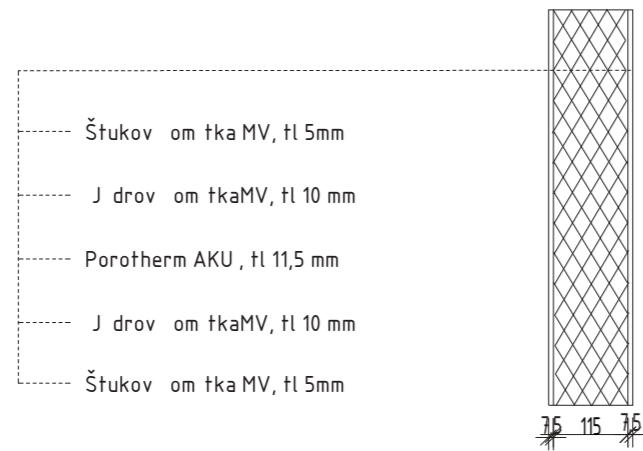 Štukov om tka MV, tl 5mm
J drov om tkaMV, tl 10 mm
Porotherm AKU , tl 11,5 mm
J drov om tkaMV, tl 10 mm
Štukov om tka MV, tl 5mm
7,5 115 7,5